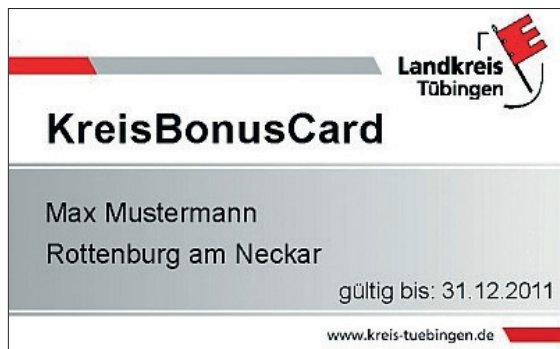 Landkreis
Tübingen
KreisBonusCard
Max Mustermann
Rottenburg am Neckar
gültig bis: 31.12.2011
www.kreis-tuebingen.de